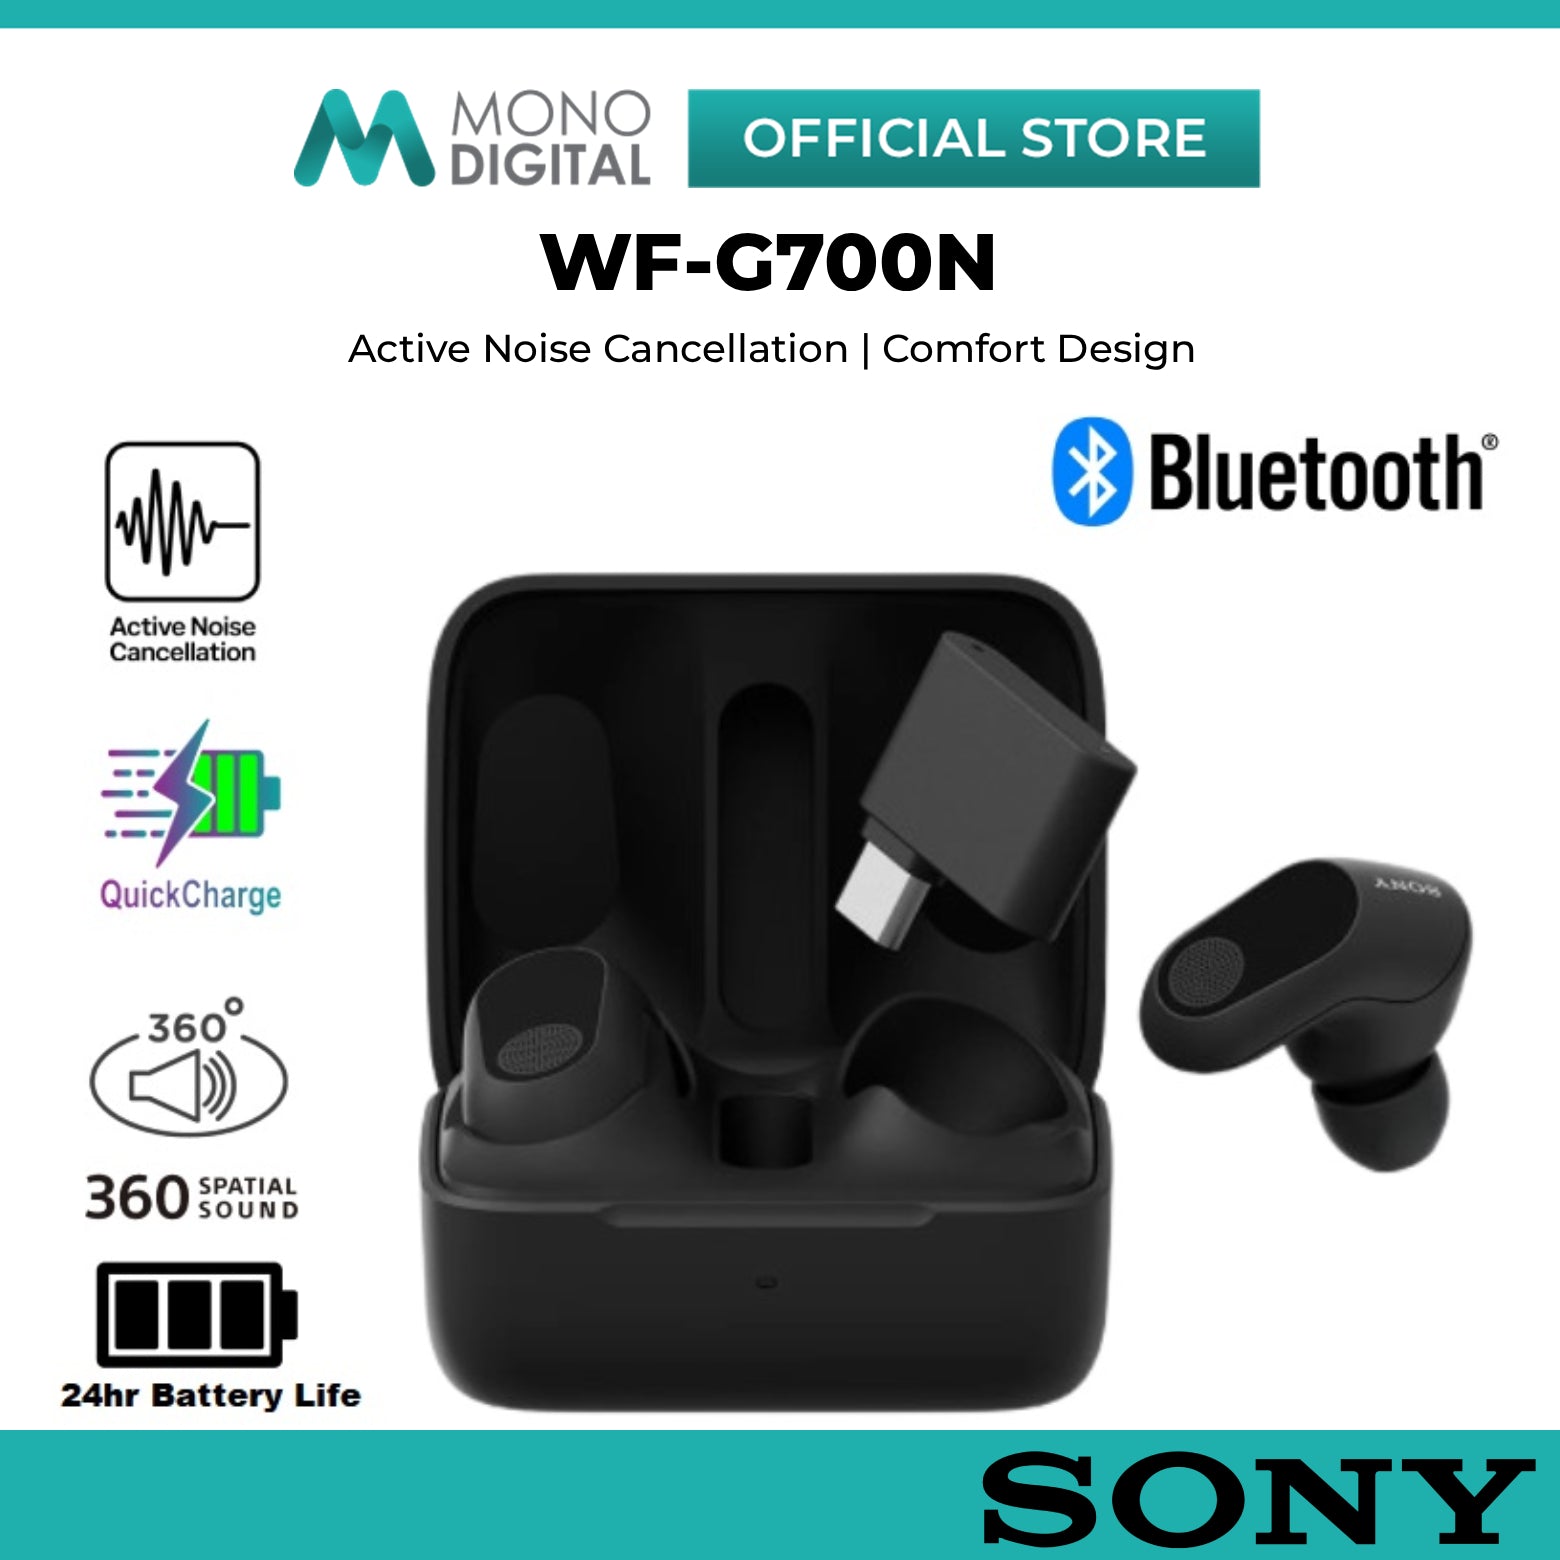 MONO
DIGITAL
OFFICIAL STORE
WF-G700N
Active Noise Cancellation | Comfort Design
Bluetooth®
Active Noise
Cancellation
QuickCharge
360°
360 SPATIAL
SOUND
24hr Battery Life
SONY
SONY